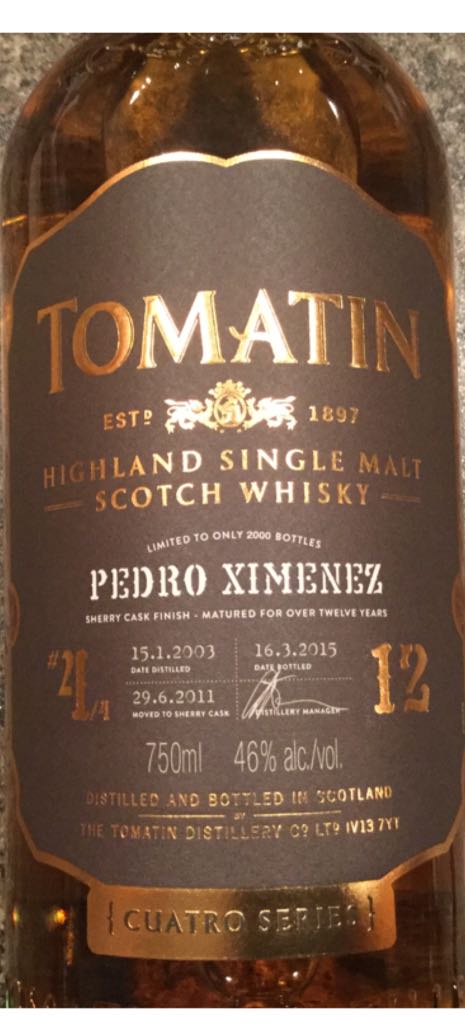 TOMATIN
ESTD 1897
HIGHLAND SINGLE MALT
SCOTCH WHISKY
LIMITED TO ONLY 2000 BOTTLES
PEDRO XIMENEZ
SHERRY CASK FINISH - MATURED FOR OVER TWELVE YEARS
#4/4
15.1.2003
DATE DISTILLED
16.3.2015
DATE BOTTLED
29.6.2011
MOVED TO SHERRY CASK
DISTILLERY MANAGER
12
750ml 46% alc./vol.
DISTILLED AND BOTTLED IN SCOTLAND
BY
THE TOMATIN DISTILLERY CO LTD IV13 7YT
{CUATRO SERIES}